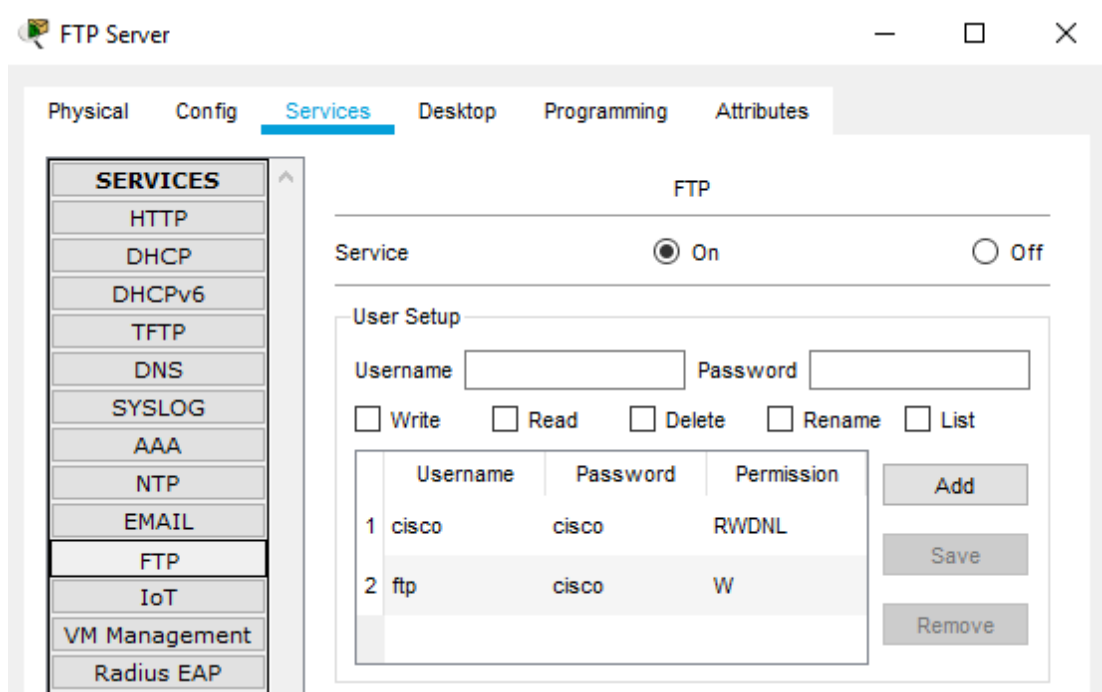 FTP Server
Physical Config Services Desktop Programming Attributes
SERVICES
HTTP
DHCP
DHCPv6
TFTP
DNS
SYSLOG
AAA
NTP
EMAIL
FTP
IoT
VM Management
Radius EAP
FTP
Service On Off
User Setup
Username Password
Write Read Delete Rename List
Username Password Permission
1 cisco cisco RWDNL
2 ftp cisco W
Add
Save
Remove